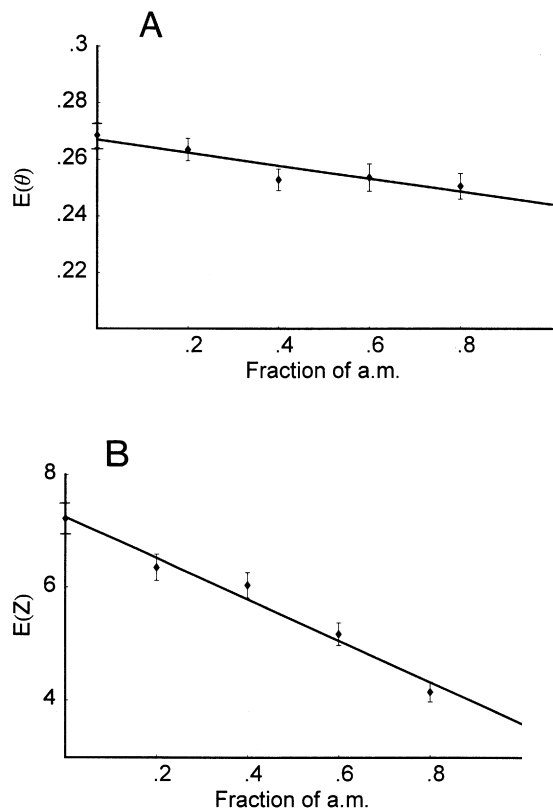 A
.3
.28
.26
.24
.22
E(θ)
.2 .4 .6 .8
Fraction of a.m.
B
8
6
4
E(Z)
.2 .4 .6 .8
Fraction of a.m.